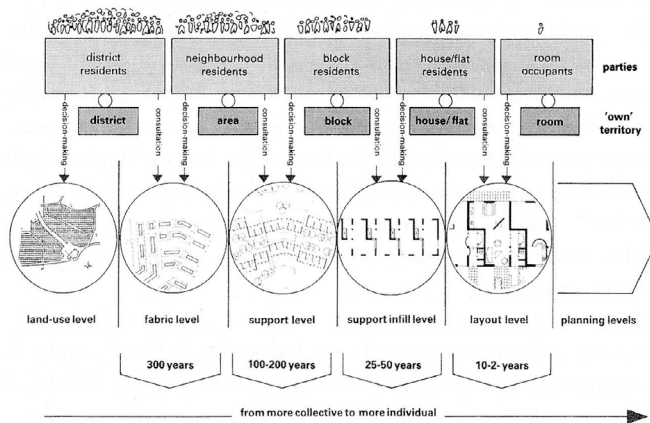 district
residents
neighbourhood
residents
block
residents
house/flat
residents
room
occupants
parties
decision-making
consultation
decision-making
consultation
decision-making
consultation
decision-making
consultation
decision-making
district
area
block
house/flat
room
'own'
territory
land-use level
fabric level
support level
support infill level
layout level
planning levels
300 years
100-200 years
25-50 years
10-2- years
from more collective to more individual